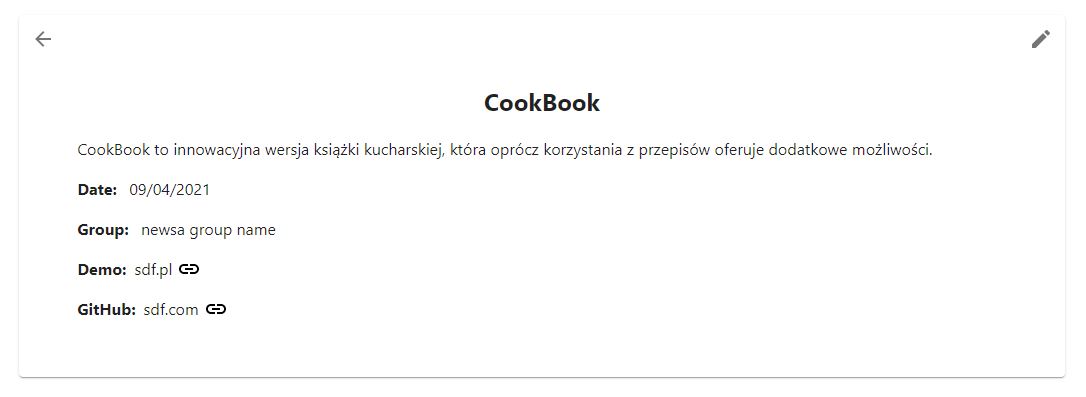 CookBook
CookBook to innowacyjna wersja książki kucharskiej, która oprócz korzystania z przepisów oferuje dodatkowe możliwości.
Date: 09/04/2021
Group: newsa group name
Demo: sdf.pl
GitHub: sdf.com